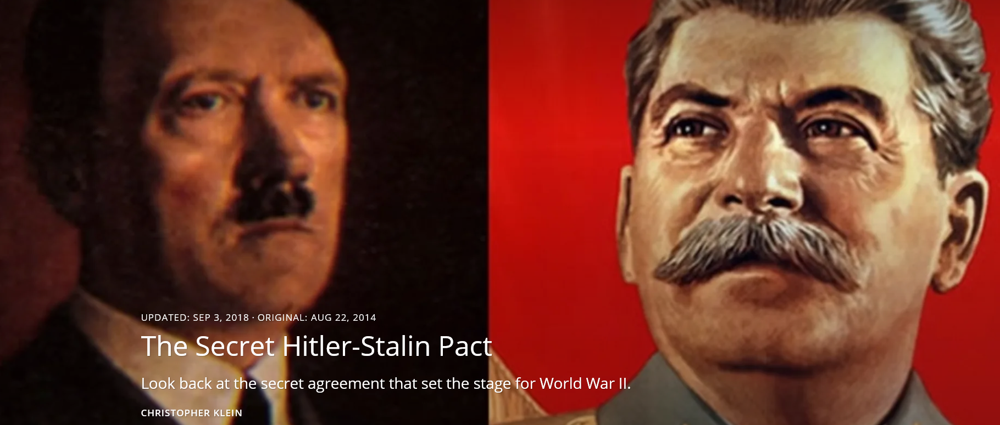 UPDATED: SEP 3, 2018 · ORIGINAL: AUG 22, 2014
The Secret Hitler-Stalin Pact
Look back at the secret agreement that set the stage for World War II.
CHRISTOPHER KLEIN